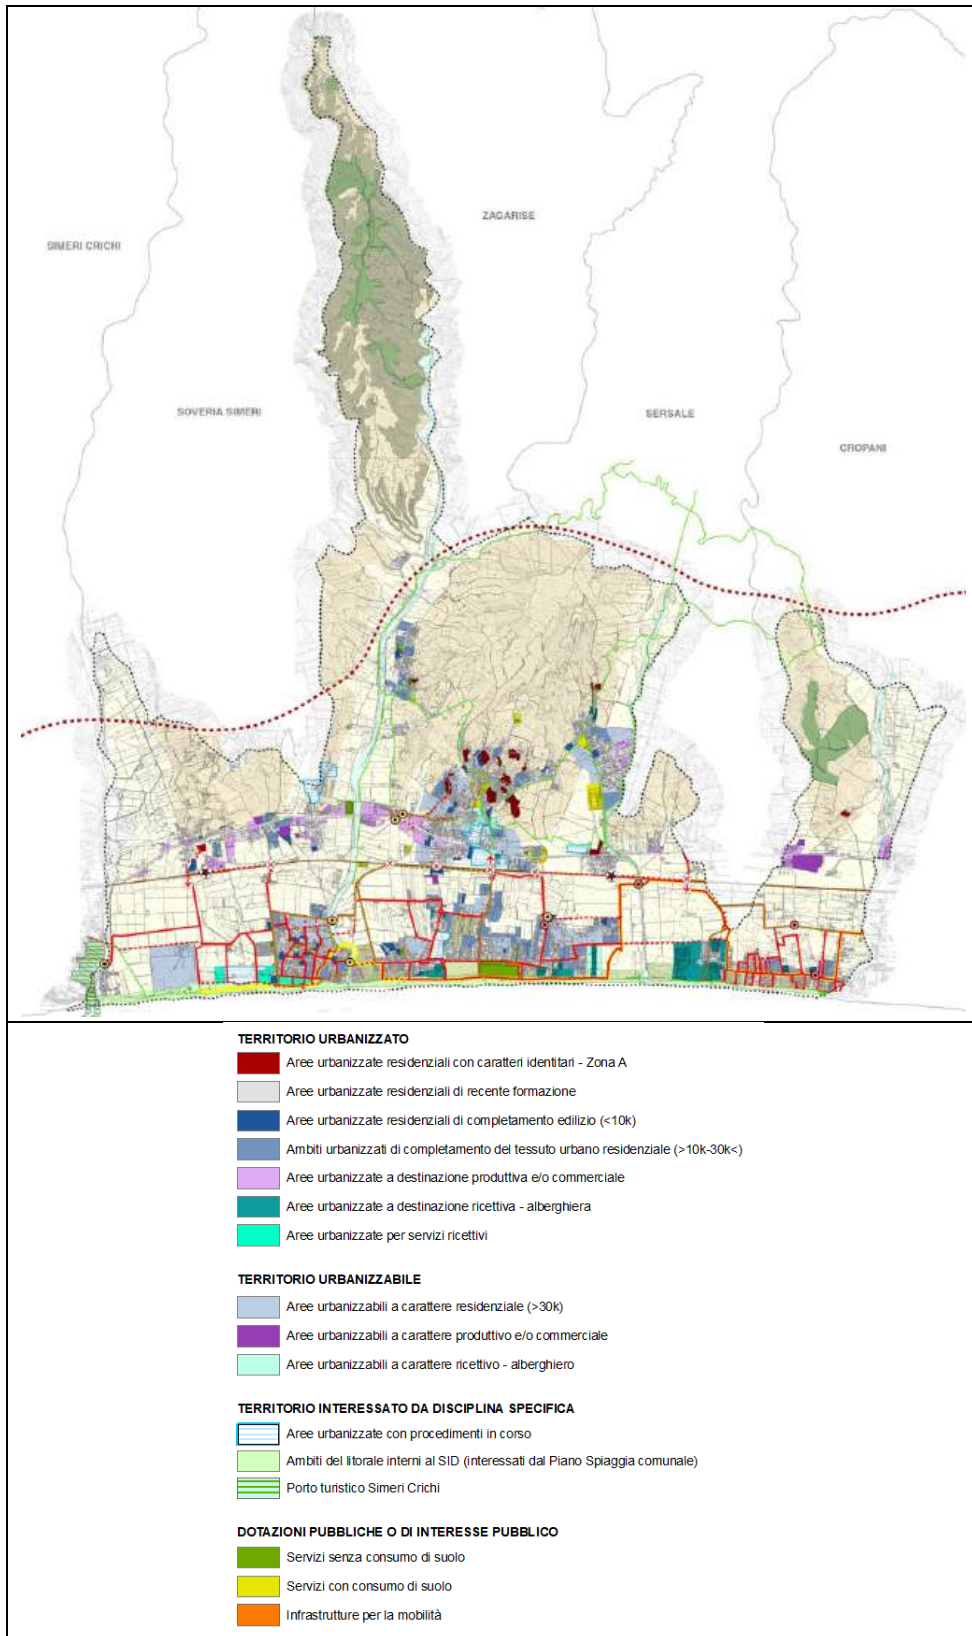 ZAGARISE
SIMERI CRICHI
SOVERIA SIMERI
SERSALE
CROPANI
TERRITORIO URBANIZZATO
Aree urbanizzate residenziali con caratteri identitari - Zona A
Aree urbanizzate residenziali di recente formazione
Aree urbanizzate residenziali di completamento edilizio (<10k)
Ambiti urbanizzati di completamento del tessuto urbano residenziale (>10k-30k<)
Aree urbanizzate a destinazione produttiva e/o commerciale
Aree urbanizzate a destinazione ricettiva - alberghiera
Aree urbanizzate per servizi ricettivi
TERRITORIO URBANIZZABILE
Aree urbanizzabili a carattere residenziale (>30k)
Aree urbanizzabili a carattere produttivo e/o commerciale
Aree urbanizzabili a carattere ricettivo - alberghiero
TERRITORIO INTERESSATO DA DISCIPLINA SPECIFICA
Aree urbanizzate con procedimenti in corso
Ambiti del litorale interni al SID (interessati dal Piano Spiaggia comunale)
Porto turistico Simeri Crichi
DOTAZIONI PUBBLICHE O DI INTERESSE PUBBLICO
Servizi senza consumo di suolo
Servizi con consumo di suolo
Infrastrutture per la mobilità